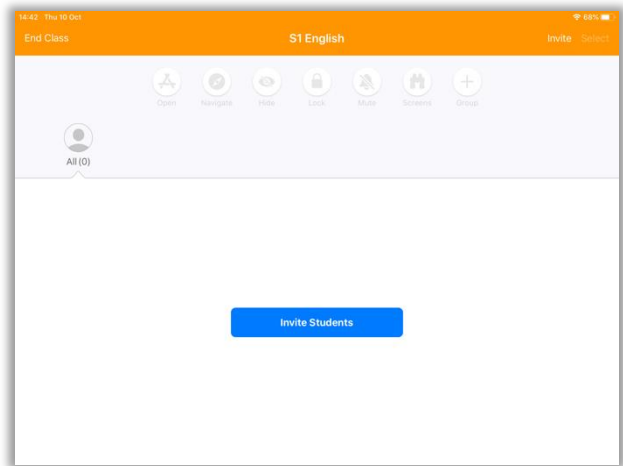 14:42 Thu 10 Oct 68%
End Class S1 English Invite Select
Open Navigate Hide Lock Mute Screens Group
All (0)
Invite Students